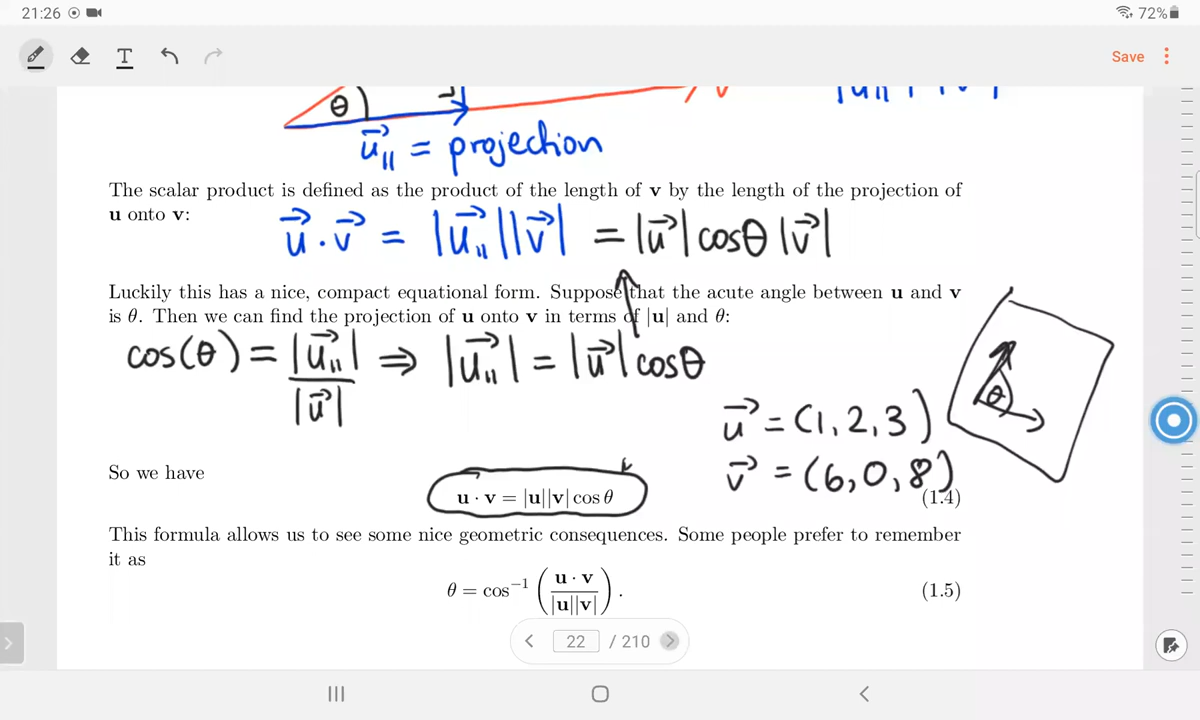 21:26
72%
T
Save
θ
v
|u⃗∥| |v⃗|
u⃗∥ = projection
The scalar product is defined as the product of the length of v by the length of the projection of
u onto v:
u⃗ . v⃗ = |u⃗∥||v⃗| = |u⃗| cosθ |v⃗|
Luckily this has a nice, compact equational form. Suppose that the acute angle between u and v
is θ. Then we can find the projection of u onto v in terms of |u| and θ:
cos(θ) = |u⃗∥| / |u⃗| ⇒ |u⃗∥| = |u⃗| cosθ
θ
u⃗ = (1, 2, 3)
v⃗ = (6, 0, 8)
So we have
u · v = |u||v| cos θ (1.4)
This formula allows us to see some nice geometric consequences. Some people prefer to remember
it as
θ = cos⁻¹ (u · v / |u||v|) . (1.5)
22 / 210